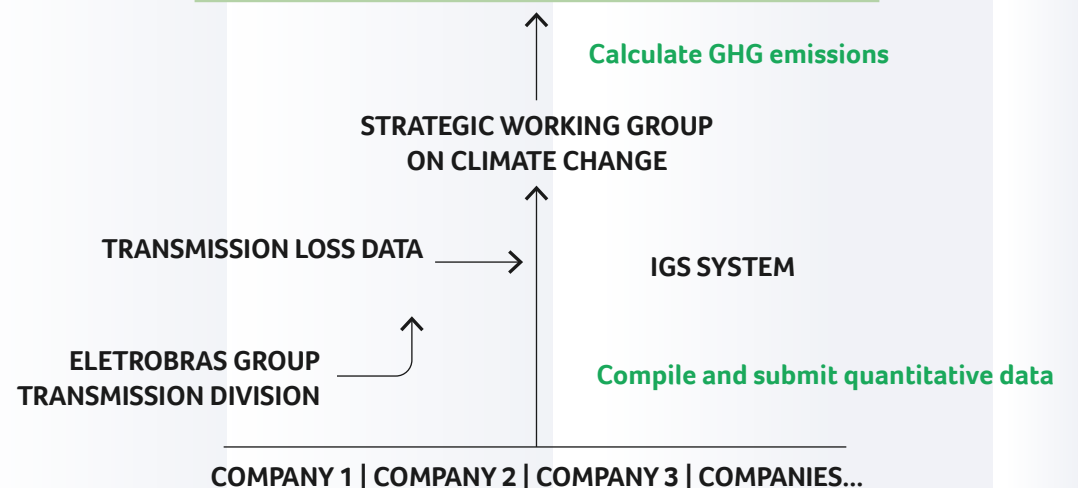 Calculate GHG emissions
STRATEGIC WORKING GROUP
ON CLIMATE CHANGE
TRANSMISSION LOSS DATA
IGS SYSTEM
ELETROBRAS GROUP
TRANSMISSION DIVISION
Compile and submit quantitative data
COMPANY 1 | COMPANY 2 | COMPANY 3 | COMPANIES...